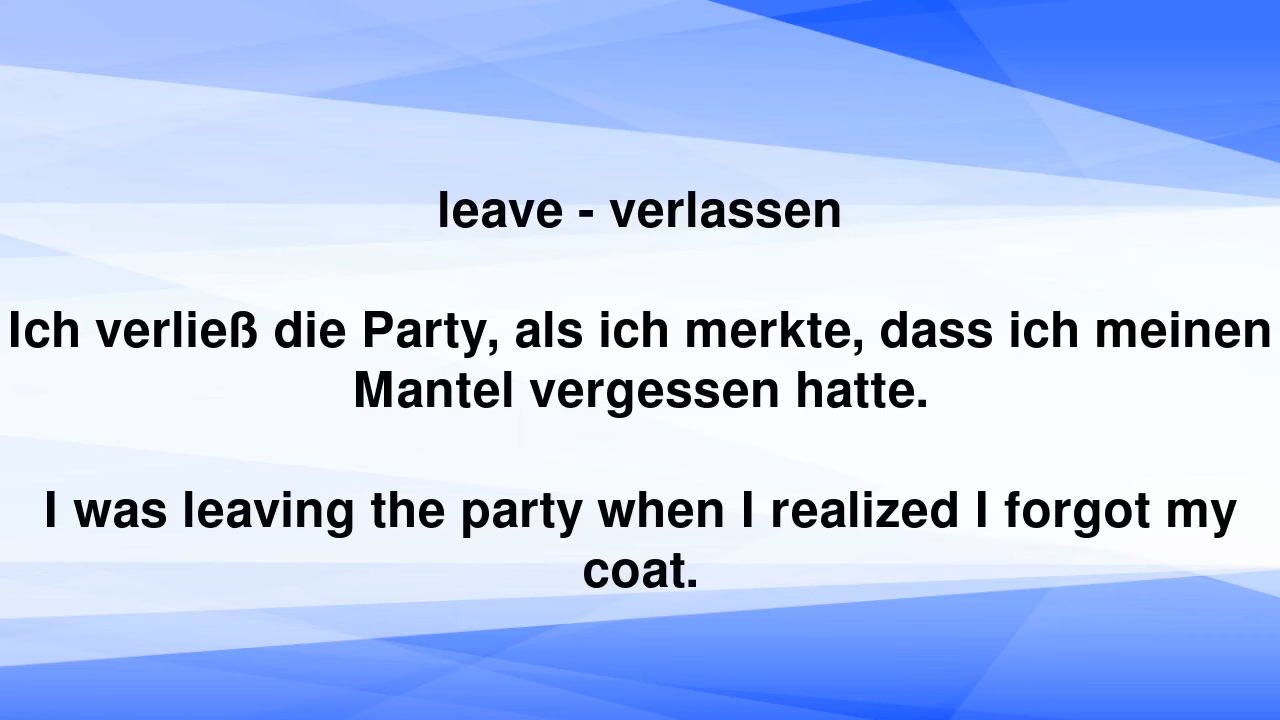 leave - verlassen
Ich verließ die Party, als ich merkte, dass ich meinen
Mantel vergessen hatte.
I was leaving the party when I realized I forgot my
coat.